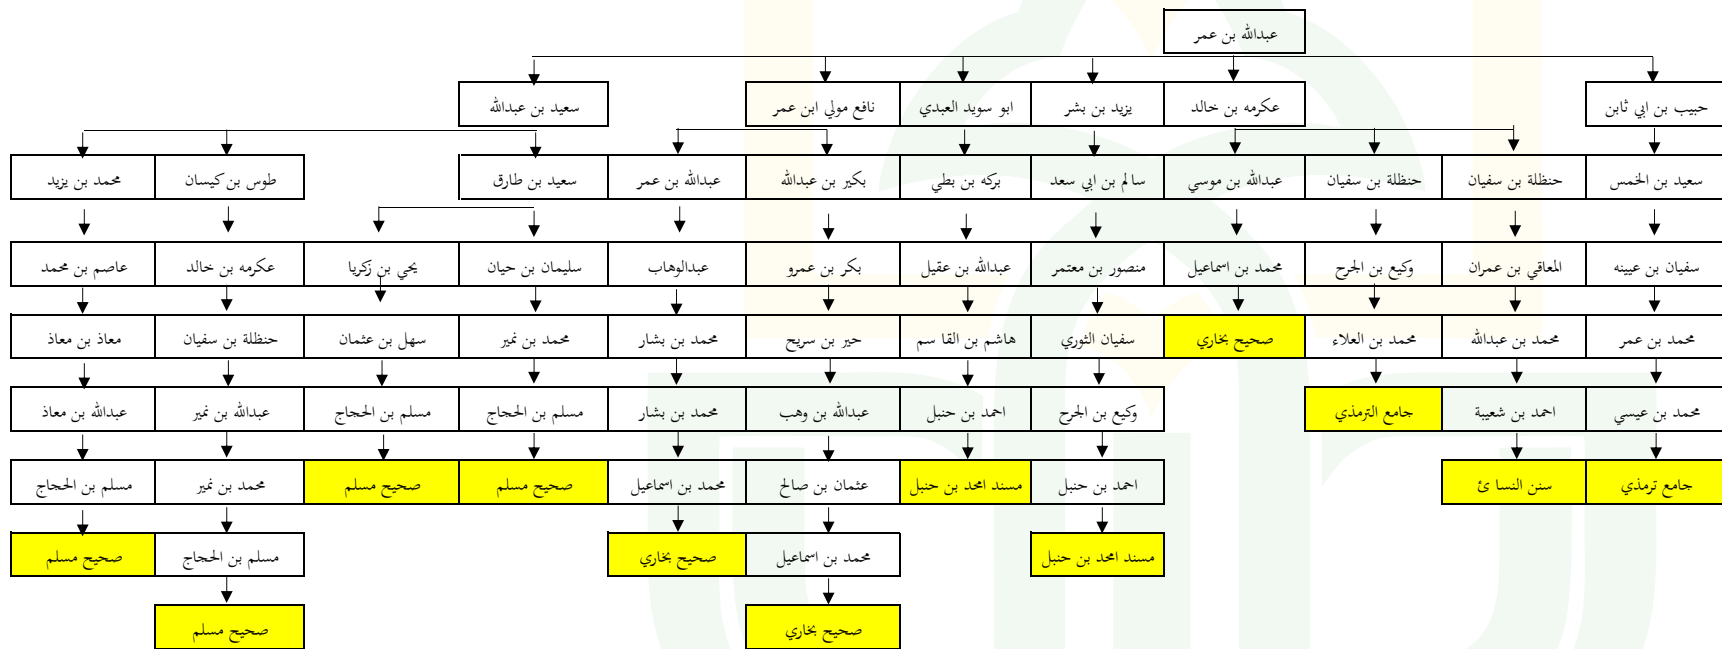 عبدالله بن عمر
حبيب بن ابي ثابن
عكرمه بن خالد
يزيد بن بشر
ابو سويد العبدي
نافع مولي ابن عمر
سعيد بن عبدالله
سعيد بن الخمس
حنظلة بن سفيان
حنظلة بن سفيان
عبدالله بن موسي
سالم بن ابي سعد
بركه بن بطي
بكير بن عبدالله
عبدالله بن عمر
سعيد بن طارق
طوس بن كيسان
محمد بن يزيد
سفيان بن عيينه
المعاقي بن عمران
وكيع بن الجرح
محمد بن اسماعيل
منصور بن معتمر
عبدالله بن عقيل
بكر بن عمرو
عبدالوهاب
سليمان بن حيان
يحي بن زكريا
عكرمه بن خالد
عاصم بن محمد
محمد بن عمر
محمد بن عبدالله
محمد بن العلاء
صحيح بخاري
سفيان الثوري
هاشم بن القا سم
حير بن سريح
محمد بن بشار
محمد بن نمير
سهل بن عثمان
حنظلة بن سفيان
معاذ بن معاذ
محمد بن عيسي
احمد بن شعيبة
جامع الترمذي
وكيع بن الجرح
احمد بن حنبل
عبدالله بن وهب
محمد بن بشار
مسلم بن الحجاج
مسلم بن الحجاج
عبدالله بن نمير
عبدالله بن معاذ
جامع ترمذي
سنن النسا ئ
احمد بن حنبل
مسند امحد بن حنبل
عثمان بن صالح
محمد بن اسماعيل
صحيح مسلم
صحيح مسلم
محمد بن نمير
مسلم بن الحجاج
مسند امحد بن حنبل
محمد بن اسماعيل
صحيح بخاري
مسلم بن الحجاج
صحيح مسلم
صحيح بخاري
صحيح مسلم